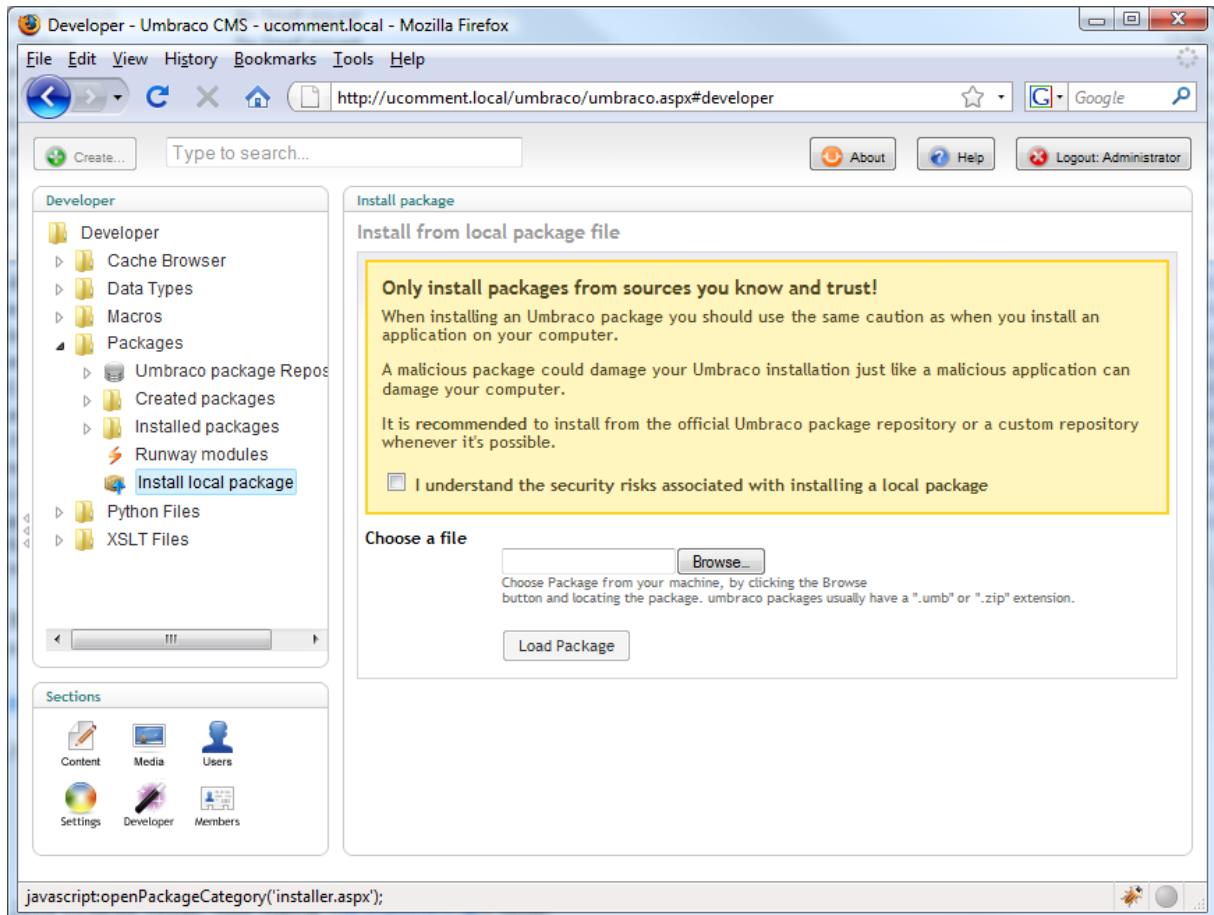 Developer - Umbraco CMS - ucomment.local - Mozilla Firefox
File Edit View History Bookmarks Tools Help
http://ucomment.local/umbraco/umbraco.aspx#developer
G Google
Create...
Type to search...
About
Help
Logout: Administrator
Developer
Developer
Cache Browser
Data Types
Macros
Packages
Umbraco package Repos
Created packages
Installed packages
Runway modules
Install local package
Python Files
XSLT Files
Sections
Content
Media
Users
Settings
Developer
Members
Install package
Install from local package file
Only install packages from sources you know and trust!
When installing an Umbraco package you should use the same caution as when you install an
application on your computer.
A malicious package could damage your Umbraco installation just like a malicious application can
damage your computer.
It is recommended to install from the official Umbraco package repository or a custom repository
whenever it's possible.
I understand the security risks associated with installing a local package
Choose a file
Browse...
Choose Package from your machine, by clicking the Browse
button and locating the package. umbraco packages usually have a ".umb" or ".zip" extension.
Load Package
javascript:openPackageCategory('installer.aspx');